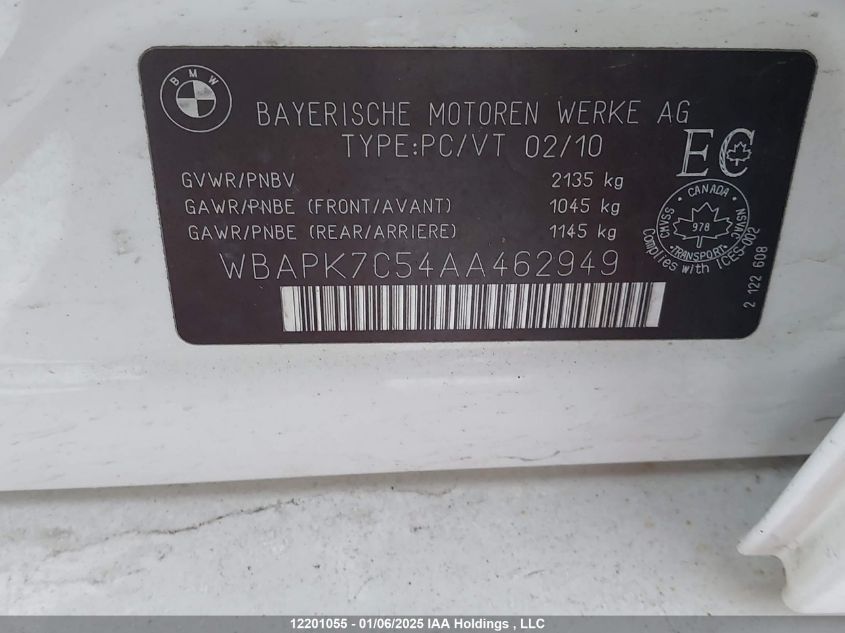 BMW
BAYERISCHE MOTOREN WERKE AG
TYPE:PC/VT 02/10
EC
GVWR/PNBV 2135 kg
GAWR/PNBE (FRONT/AVANT) 1045 kg
GAWR/PNBE (REAR/ARRIERE) 1145 kg
CANADA
CMVSS 978 NSVAC
TRANSPORT
Complies with ICES-002
WBAPK7C54AA462949
2 122 608
12201055 - 01/06/2025 IAA Holdings , LLC